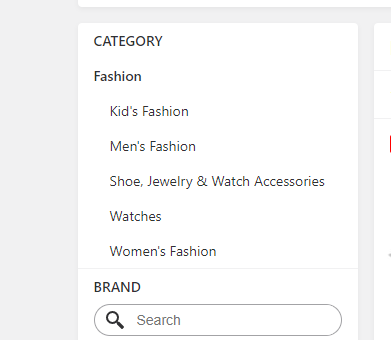 CATEGORY
Fashion
Kid's Fashion
Men's Fashion
Shoe, Jewelry & Watch Accessories
Watches
Women's Fashion
BRAND
Search